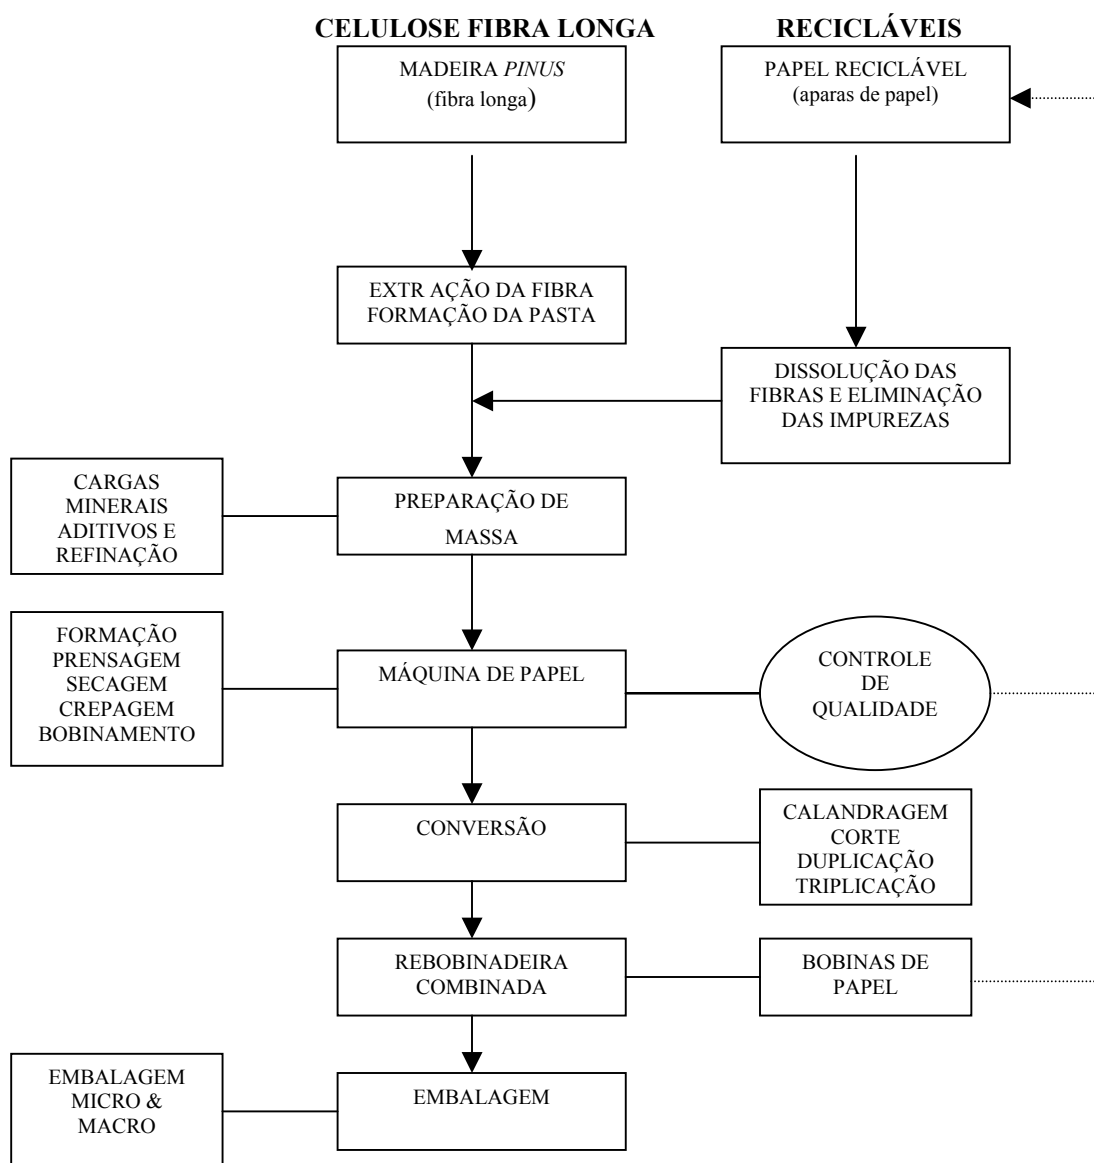 CELULOSE FIBRA LONGA
RECICLÁVEIS
MADEIRA PINUS
(fibra longa)
PAPEL RECICLÁVEL
(aparas de papel)
EXTR AÇÃO DA FIBRA
FORMAÇÃO DA PASTA
DISSOLUÇÃO DAS
FIBRAS E ELIMINAÇÃO
DAS IMPUREZAS
CARGAS
MINERAIS
ADITIVOS E
REFINAÇÃO
PREPARAÇÃO DE
MASSA
FORMAÇÃO
PRENSAGEM
SECAGEM
CREPAGEM
BOBINAMENTO
MÁQUINA DE PAPEL
CONTROLE
DE
QUALIDADE
CONVERSÃO
CALANDRAGEM
CORTE
DUPLICAÇÃO
TRIPLICAÇÃO
REBOBINADEIRA
COMBINADA
BOBINAS DE
PAPEL
EMBALAGEM
MICRO &
MACRO
EMBALAGEM